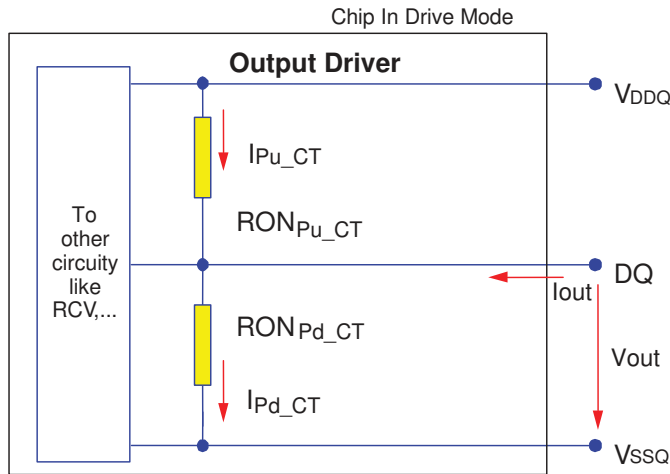 Chip In Drive Mode
Output Driver
VDDQ
IPu_CT
To
other
circuity
like
RCV,...
RONPu_CT
DQ
Iout
RONPd_CT
Vout
IPd_CT
VSSQ